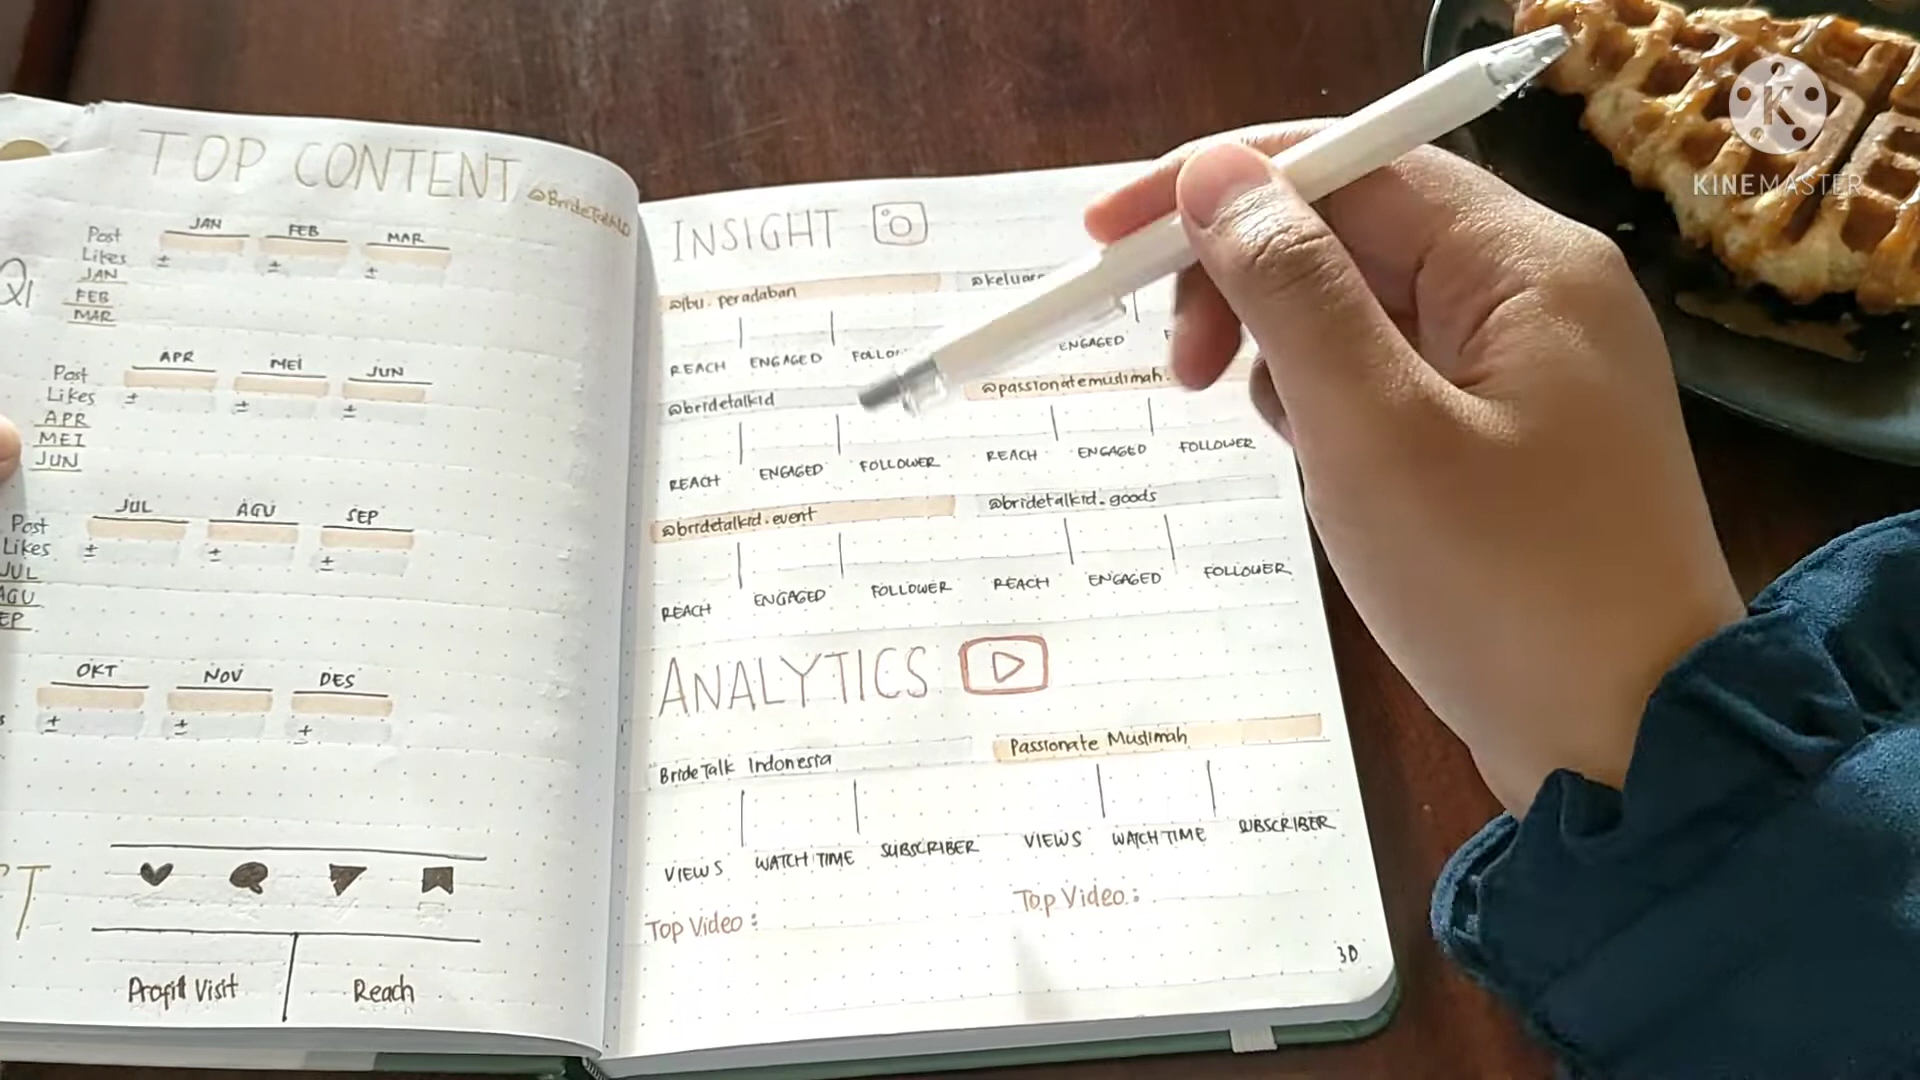 TOP CONTENT @BrideTalkID
JAN FEB MAR
Post
Likes ± ± ±
Q1
JAN
FEB
MAR
APR MEI JUN
Post
Likes ± ± ±
APR
MEI
JUN
JUL AGU SEP
Post
Likes ± ± ±
JUL
AGU
EP
OKT NOV DES
± ± ±
Profil Visit Reach
INSIGHT
@ibu.peradaban
REACH ENGAGED
ENGAGED
@bridetalkid @passionatemuslimah.
REACH ENGAGED FOLLOWER REACH ENGAGED FOLLOWER
@bridetalkid.event @bridetalkid.goods
REACH ENGAGED FOLLOWER REACH ENGAGED FOLLOWER
ANALYTICS
BrideTalk Indonesia Passionate Muslimah
VIEWS WATCH TIME SUBSCRIBER VIEWS WATCH TIME SUBSCRIBER
Top Video : Top Video :
30
K
KINEMASTER